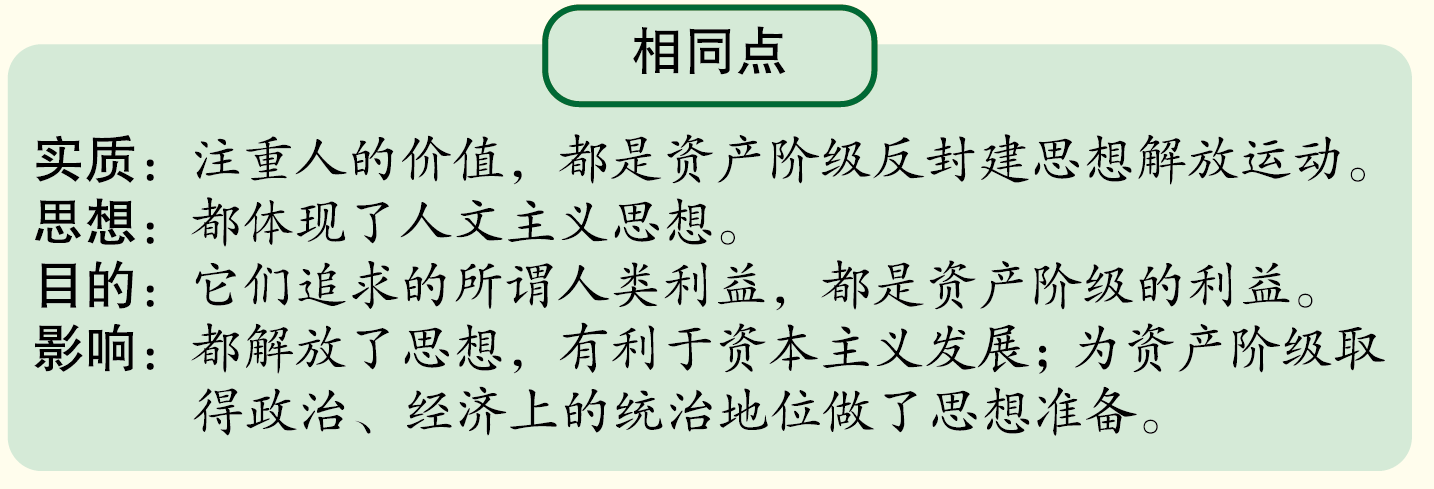 相同点
实质：注重人的价值，都是资产阶级反封建思想解放运动。
思想：都体现了人文主义思想。
目的：它们追求的所谓人类利益，都是资产阶级的利益。
影响：都解放了思想，有利于资本主义发展；为资产阶级取
得政治、经济上的统治地位做了思想准备。